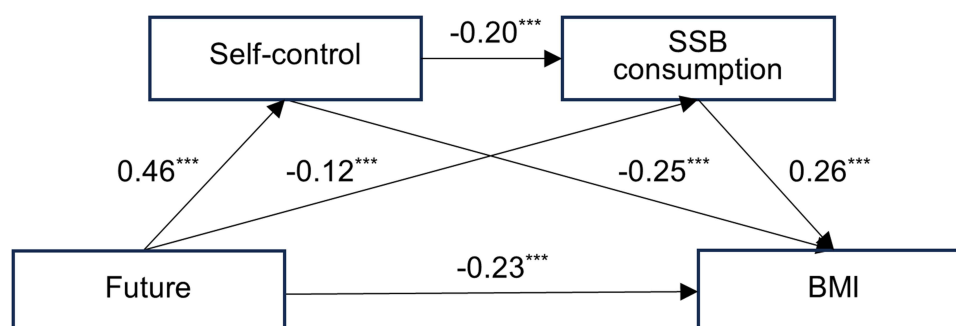 -0.20***
Self-control
SSB
consumption
0.46***
-0.12***
-0.25***
0.26***
-0.23***
Future
BMI